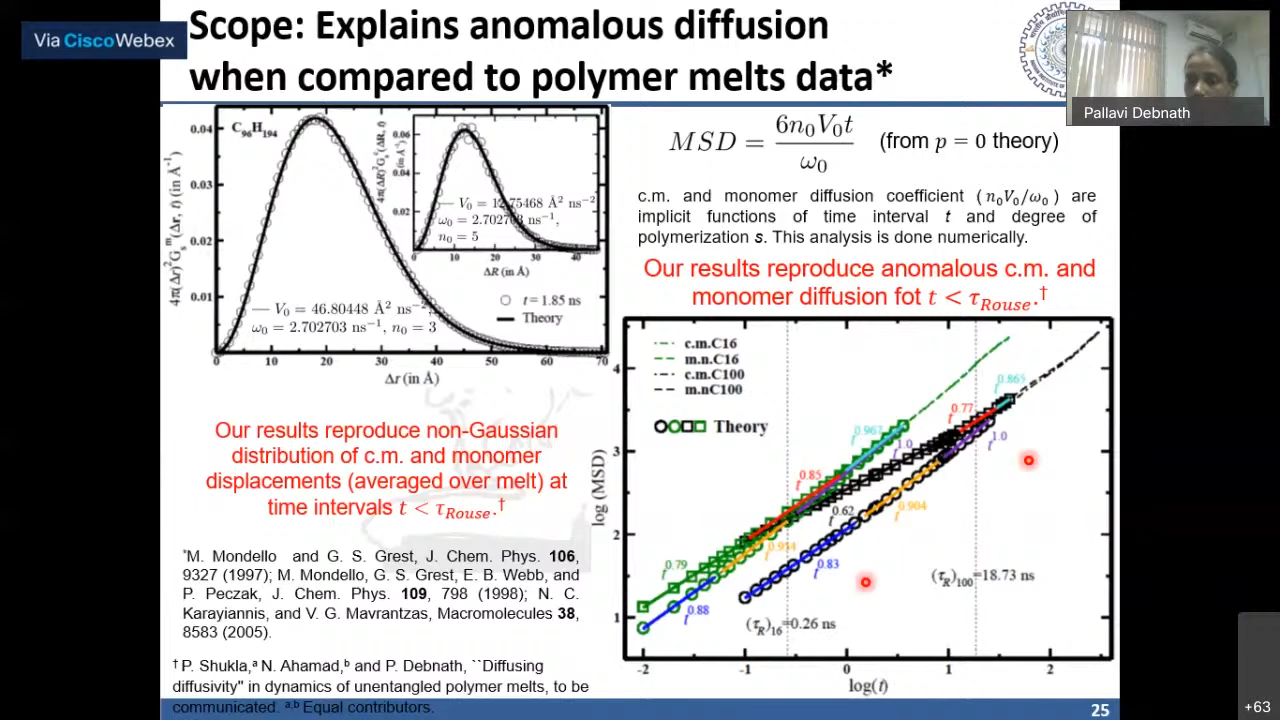 Via CiscoWebex
Scope: Explains anomalous diffusion
when compared to polymer melts data*
Pallavi Debnath
C₉₆H₁₉₄
4π(Δr)²Gₛᵐ(Δr, t) (in Å⁻¹)
0.04
0.03
0.02
0.01
0 10 20 30 40 50 60 70
Δr (in Å)
— V₀ = 46.80448 Å² ns⁻²,
ω₀ = 2.702703 ns⁻¹, n₀ = 3
0.06
0.04
0.02
0 10 20 30 40
ΔR (in Å)
ω₀ = 2.702703 ns⁻¹,
n₀ = 5
t = 1.85 ns
Theory
Our results reproduce non-Gaussian
distribution of c.m. and monomer
displacements (averaged over melt) at
time intervals t < τ_Rouse.†
*M. Mondello and G. S. Grest, J. Chem. Phys. 106,
9327 (1997); M. Mondello, G. S. Grest, E. B. Webb, and
P. Peczak, J. Chem. Phys. 109, 798 (1998); N. C.
Karayiannis, and V. G. Mavrantzas, Macromolecules 38,
8583 (2005).
† P. Shukla,ᵃ N. Ahamad,ᵇ and P. Debnath, ``Diffusing
diffusivity" in dynamics of unentangled polymer melts, to be
communicated. ᵃ,ᵇ Equal contributors.
MSD = 6n₀V₀t / ω₀ (from p = 0 theory)
c.m. and monomer diffusion coefficient (n₀V₀/ω₀) are
implicit functions of time interval t and degree of
polymerization s. This analysis is done numerically.
Our results reproduce anomalous c.m. and
monomer diffusion fot t < τ_Rouse.†
c.m.C16
m.n.C16
c.m.C100
m.nC100
Theory
log (MSD)
4
3
2
1
t^0.865
t^0.77
t^0.967
t^1.0
t^1.0
t^0.85
t^0.62
t^0.904
t^0.83
t^0.79
t^0.88
(τ_R)₁₀₀=18.73 ns
(τ_R)₁₆=0.26 ns
-2 -1 0 1 2
log(t)
25
+63